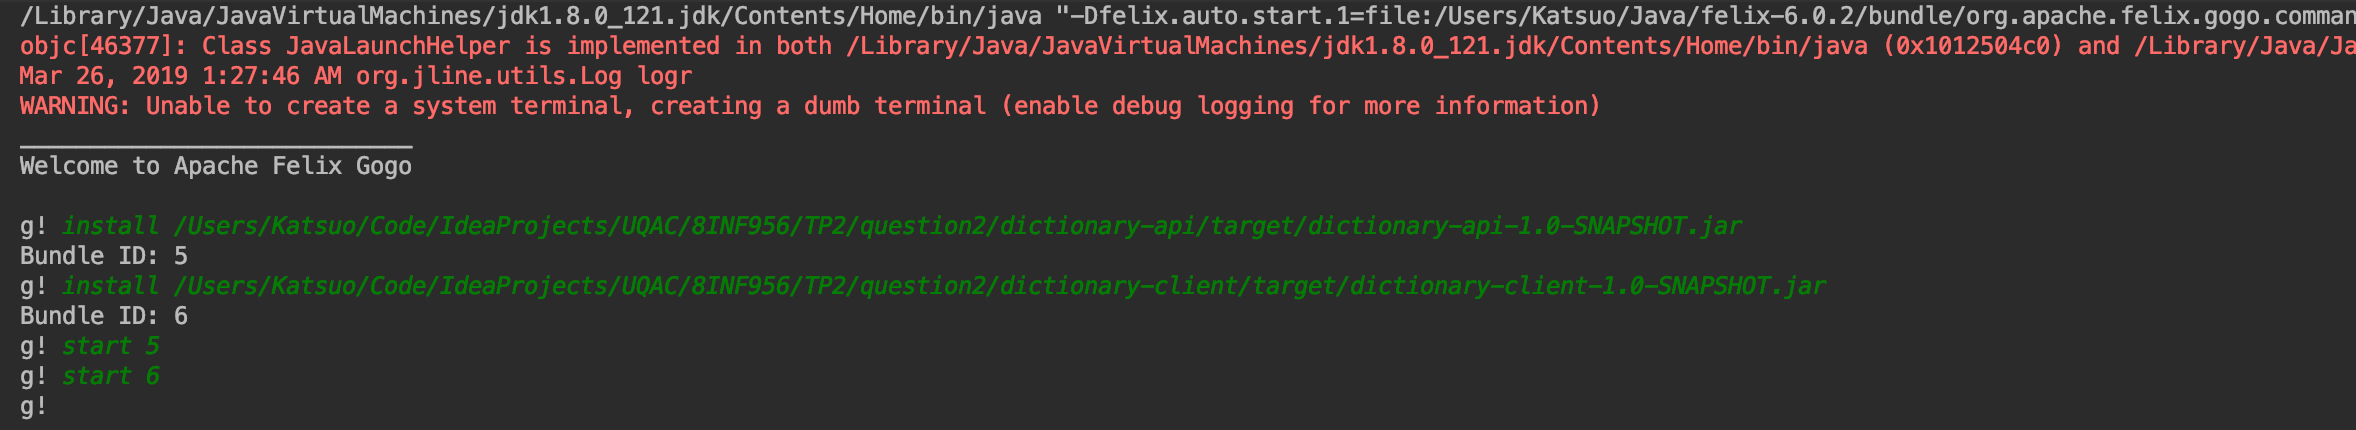 /Library/Java/JavaVirtualMachines/jdk1.8.0_121.jdk/Contents/Home/bin/java "-Dfelix.auto.start.1=file:/Users/Katsuo/Java/felix-6.0.2/bundle/org.apache.felix.gogo.comman
objc[46377]: Class JavaLaunchHelper is implemented in both /Library/Java/JavaVirtualMachines/jdk1.8.0_121.jdk/Contents/Home/bin/java (0x1012504c0) and /Library/Java/Ja
Mar 26, 2019 1:27:46 AM org.jline.utils.Log logr
WARNING: Unable to create a system terminal, creating a dumb terminal (enable debug logging for more information)
____________________________
Welcome to Apache Felix Gogo
g! install /Users/Katsuo/Code/IdeaProjects/UQAC/8INF956/TP2/question2/dictionary-api/target/dictionary-api-1.0-SNAPSHOT.jar
Bundle ID: 5
g! install /Users/Katsuo/Code/IdeaProjects/UQAC/8INF956/TP2/question2/dictionary-client/target/dictionary-client-1.0-SNAPSHOT.jar
Bundle ID: 6
g! start 5
g! start 6
g!